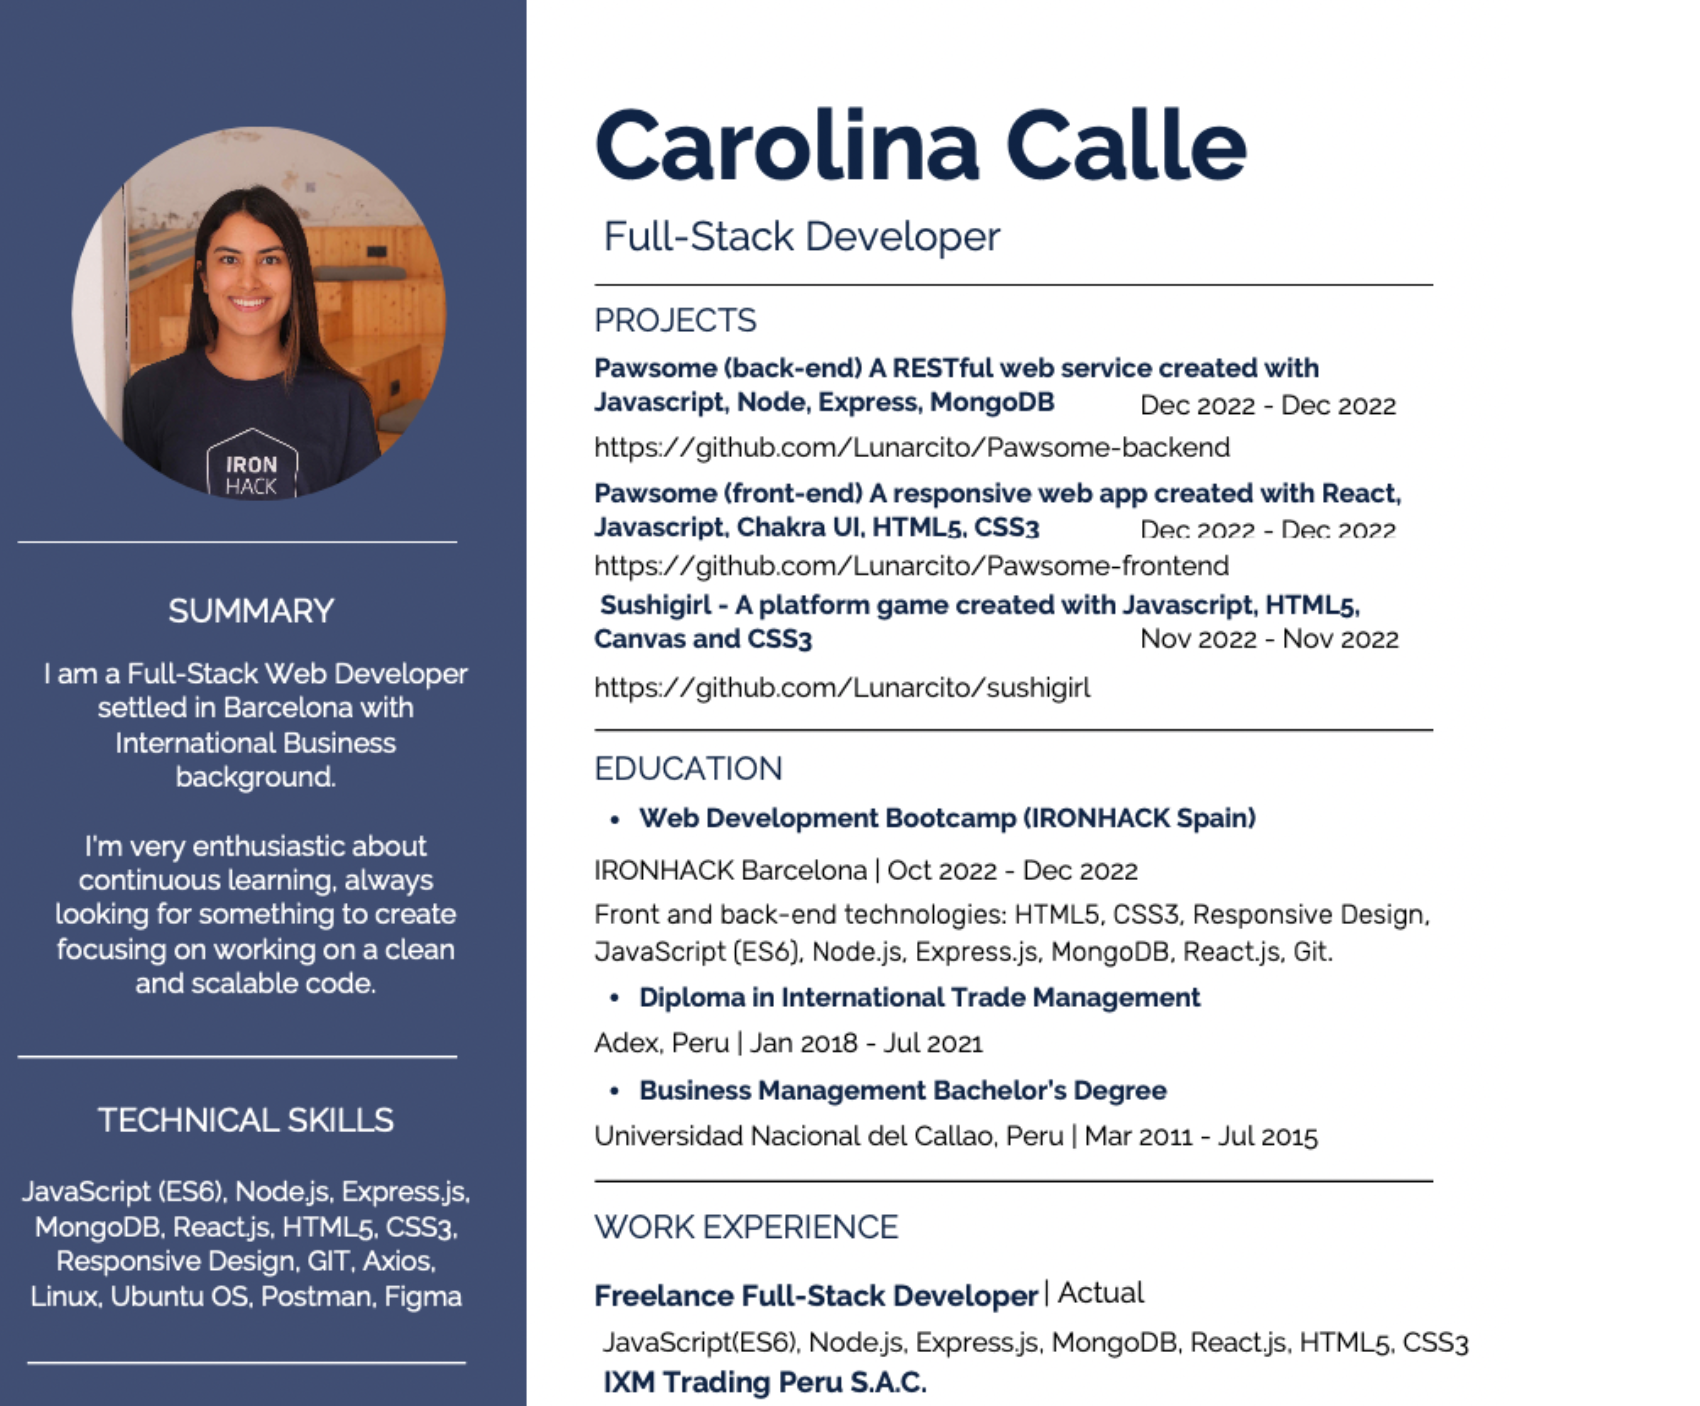 IRON
HACK
SUMMARY
I am a Full-Stack Web Developer
settled in Barcelona with
International Business
background.
I'm very enthusiastic about
continuous learning, always
looking for something to create
focusing on working on a clean
and scalable code.
TECHNICAL SKILLS
JavaScript (ES6), Node.js, Express.js,
MongoDB, React.js, HTML5, CSS3,
Responsive Design, GIT, Axios,
Linux, Ubuntu OS, Postman, Figma
Carolina Calle
Full-Stack Developer
PROJECTS
Pawsome (back-end) A RESTful web service created with
Javascript, Node, Express, MongoDB Dec 2022 - Dec 2022
https://github.com/Lunarcito/Pawsome-backend
Pawsome (front-end) A responsive web app created with React,
Javascript, Chakra UI, HTML5, CSS3 Dec 2022 - Dec 2022
https://github.com/Lunarcito/Pawsome-frontend
Sushigirl - A platform game created with Javascript, HTML5,
Canvas and CSS3 Nov 2022 - Nov 2022
https://github.com/Lunarcito/sushigirl
EDUCATION
• Web Development Bootcamp (IRONHACK Spain)
IRONHACK Barcelona | Oct 2022 - Dec 2022
Front and back-end technologies: HTML5, CSS3, Responsive Design,
JavaScript (ES6), Node.js, Express.js, MongoDB, React.js, Git.
• Diploma in International Trade Management
Adex, Peru | Jan 2018 - Jul 2021
• Business Management Bachelor's Degree
Universidad Nacional del Callao, Peru | Mar 2011 - Jul 2015
WORK EXPERIENCE
Freelance Full-Stack Developer | Actual
JavaScript(ES6), Node.js, Express.js, MongoDB, React.js, HTML5, CSS3
IXM Trading Peru S.A.C.